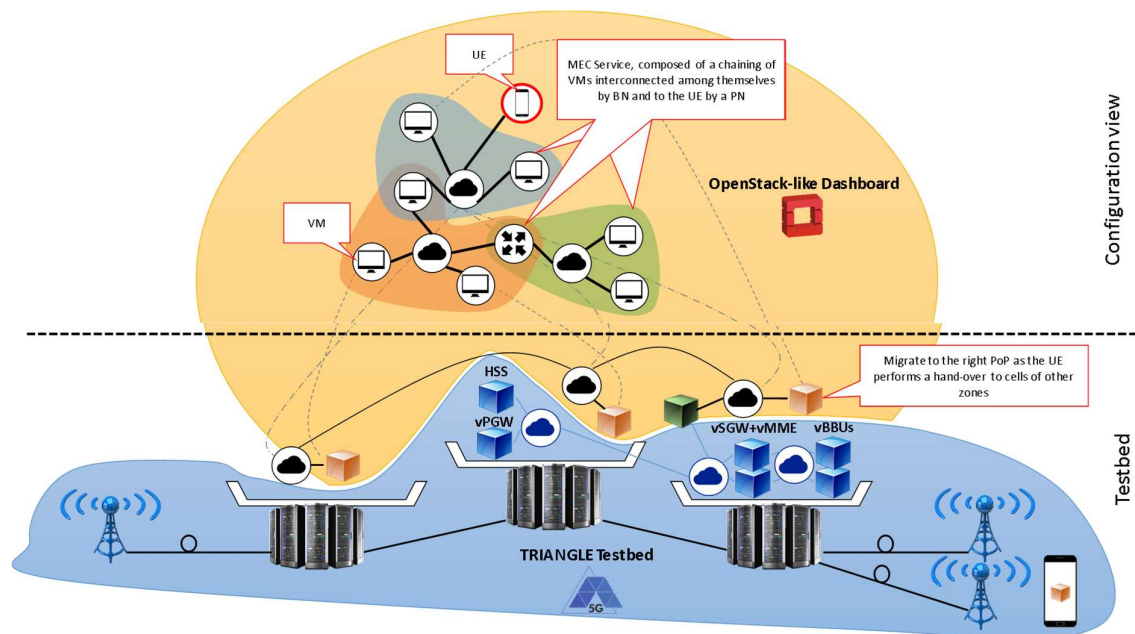 UE
MEC Service, composed of a chaining of
VMs interconnected among themselves
by BN and to the UE by a PN
OpenStack-like Dashboard
VM
Configuration view
Migrate to the right PoP as the UE
performs a hand-over to cells of other
zones
HSS
vPGW
vSGW+vMME
vBBUs
Testbed
TRIANGLE Testbed
5G